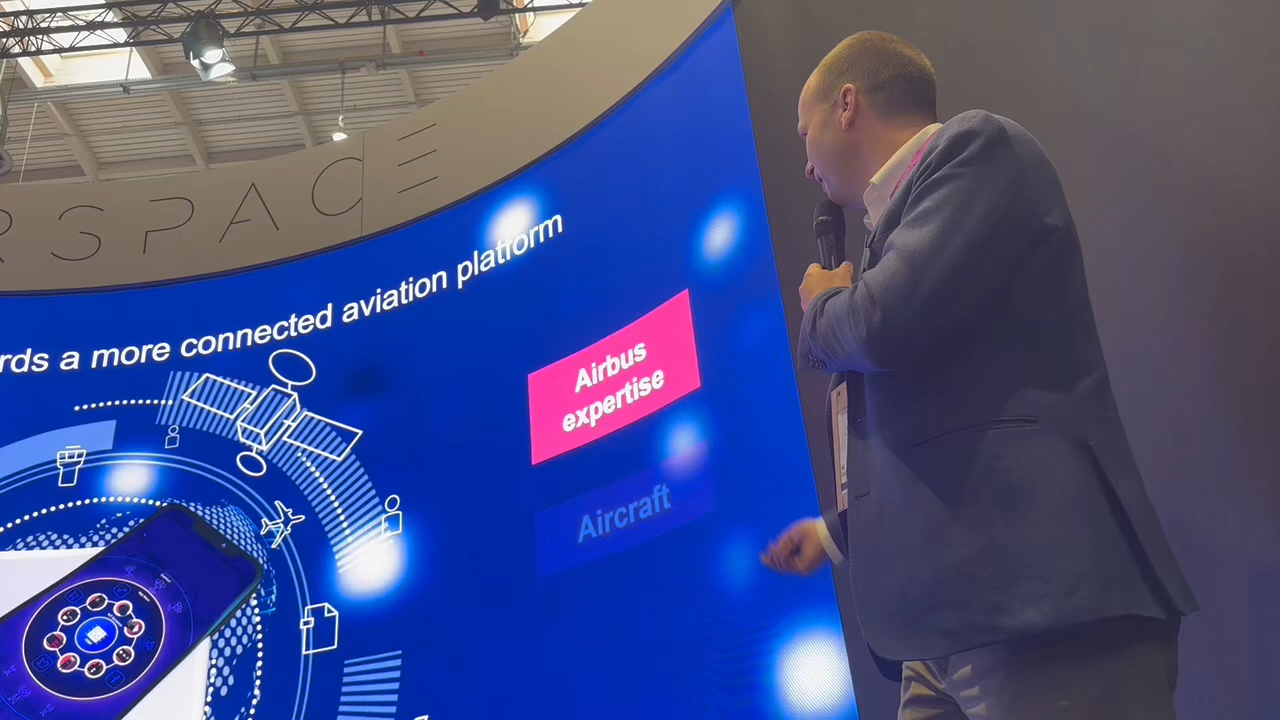 RSPACE
rds a more connected aviation platform
Airbus
expertise
Aircraft